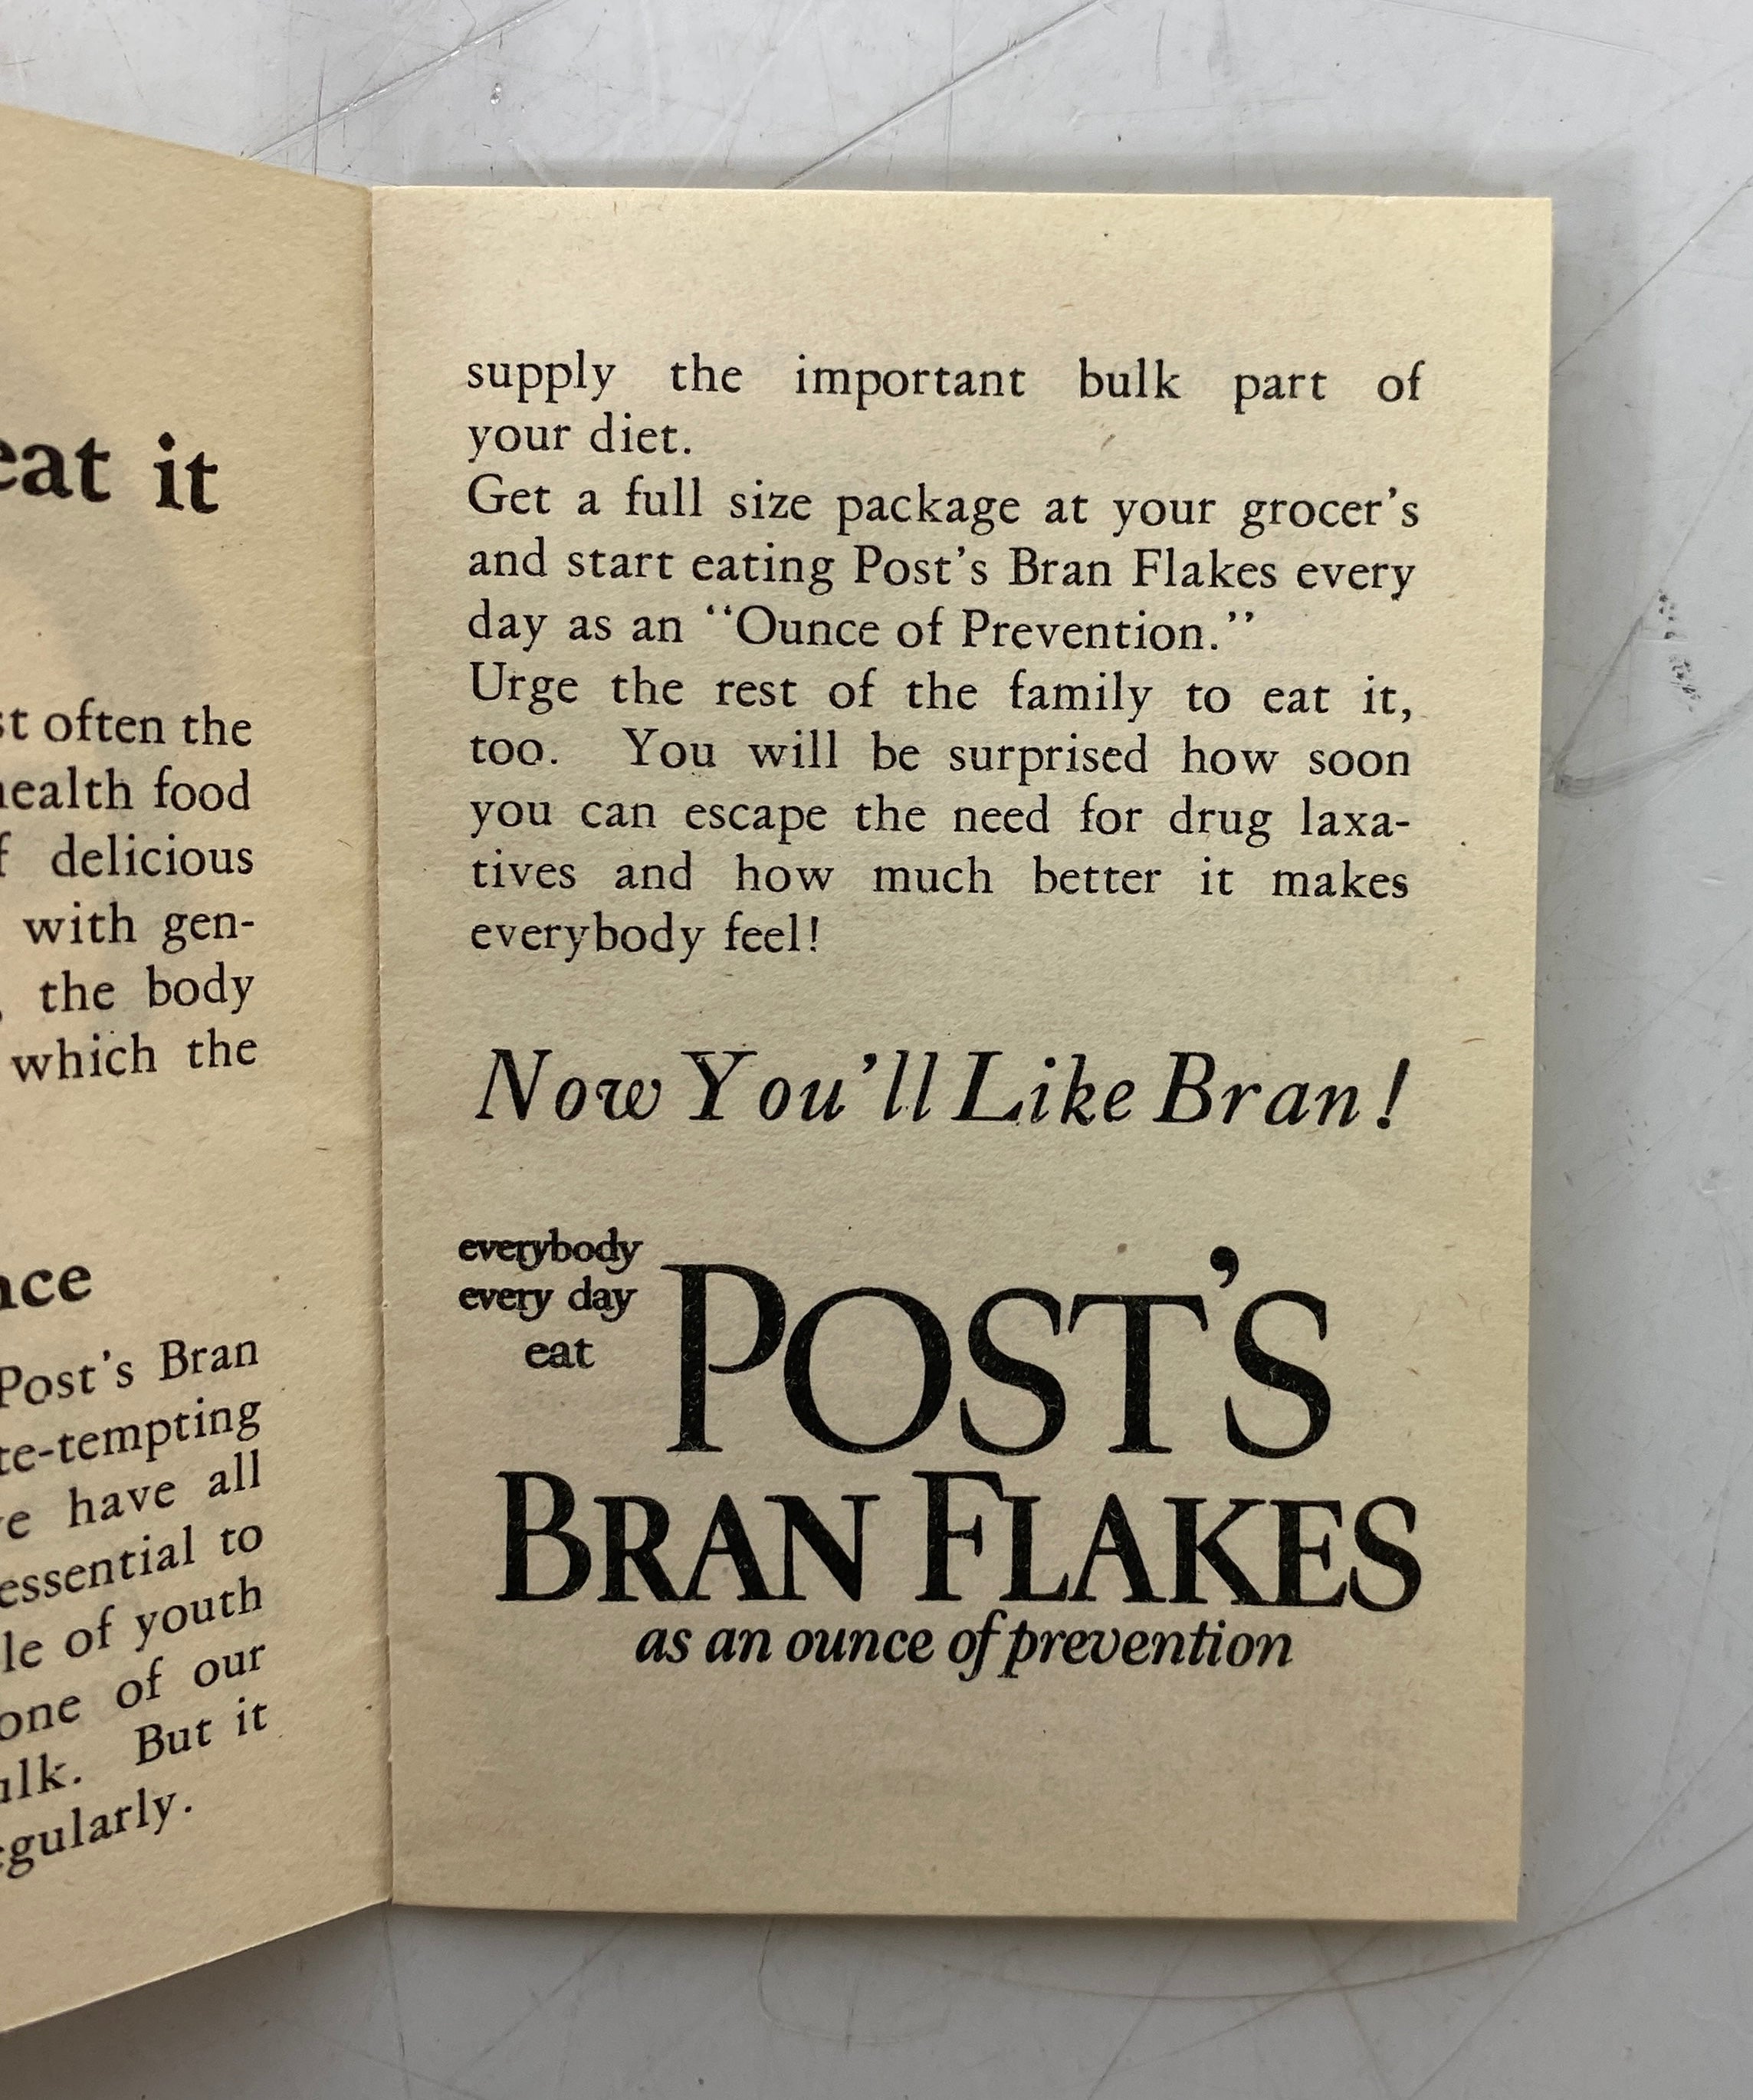 eat it
often the
health food
delicious
with gen-
the body
which the
Post's Bran
te-tempting
have all
essential to
of youth
one of our
But it
supply the important bulk part of
your diet.
Get a full size package at your grocer's
and start eating Post's Bran Flakes every
day as an "Ounce of Prevention."
Urge the rest of the family to eat it,
too. You will be surprised how soon
you can escape the need for drug laxa-
tives and how much better it makes
everybody feel!
Now You'll Like Bran!
everybody
every day
eat
POST'S
BRAN FLAKES
as an ounce of prevention